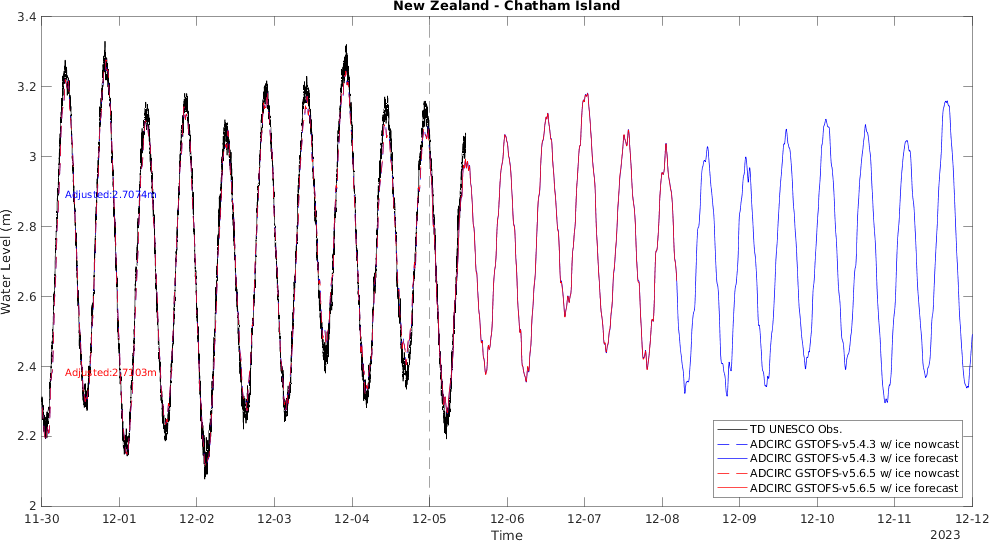 New Zealand - Chatham Island
3.4
3.2
3
2.8
2.6
2.4
2.2
2
Water Level (m)
Adjusted:2.7074m
Adjusted:2.7103m
TD UNESCO Obs.
ADCIRC GSTOFS-v5.4.3 w/ ice nowcast
ADCIRC GSTOFS-v5.4.3 w/ ice forecast
ADCIRC GSTOFS-v5.6.5 w/ ice nowcast
ADCIRC GSTOFS-v5.6.5 w/ ice forecast
11-30 12-01 12-02 12-03 12-04 12-05 12-06 12-07 12-08 12-09 12-10 12-11 12-12
Time
2023